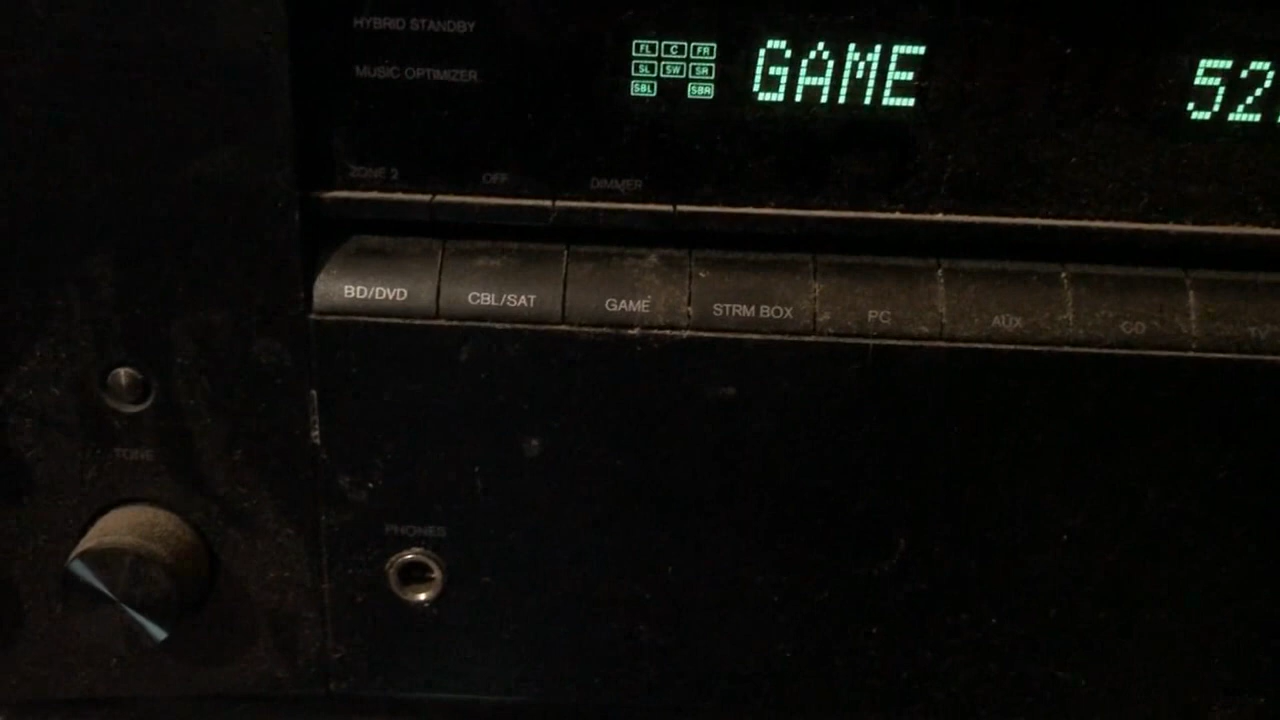 HYBRID STANDBY
MUSIC OPTIMIZER
FL C FR
SL SW SR
SBL SBR
GAME
52
ZONE 2 OFF DIMMER
BD/DVD CBL/SAT GAME STRM BOX PC AUX CD TV
TONE
PHONES